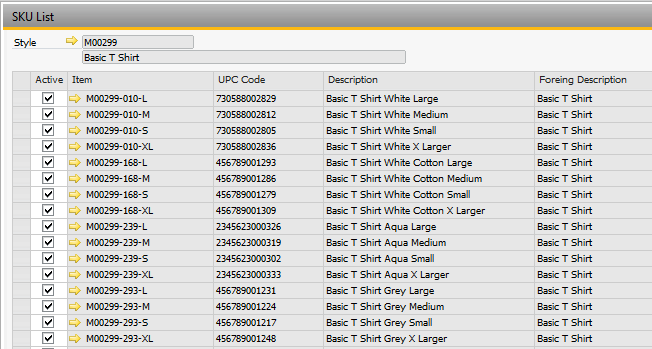 SKU List
Style M00299
Basic T Shirt
Active Item UPC Code Description Foreing Description
M00299-010-L 730588002829 Basic T Shirt White Large Basic T Shirt
M00299-010-M 730588002812 Basic T Shirt White Medium Basic T Shirt
M00299-010-S 730588002805 Basic T Shirt White Small Basic T Shirt
M00299-010-XL 730588002836 Basic T Shirt White X Larger Basic T Shirt
M00299-168-L 456789001293 Basic T Shirt White Cotton Large Basic T Shirt
M00299-168-M 456789001286 Basic T Shirt White Cotton Medium Basic T Shirt
M00299-168-S 456789001279 Basic T Shirt White Cotton Small Basic T Shirt
M00299-168-XL 456789001309 Basic T Shirt White Cotton X Larger Basic T Shirt
M00299-239-L 2345623000326 Basic T Shirt Aqua Large Basic T Shirt
M00299-239-M 2345623000319 Basic T Shirt Aqua Medium Basic T Shirt
M00299-239-S 2345623000302 Basic T Shirt Aqua Small Basic T Shirt
M00299-239-XL 2345623000333 Basic T Shirt Aqua X Larger Basic T Shirt
M00299-293-L 456789001231 Basic T Shirt Grey Large Basic T Shirt
M00299-293-M 456789001224 Basic T Shirt Grey Medium Basic T Shirt
M00299-293-S 456789001217 Basic T Shirt Grey Small Basic T Shirt
M00299-293-XL 456789001248 Basic T Shirt Grey X Larger Basic T Shirt